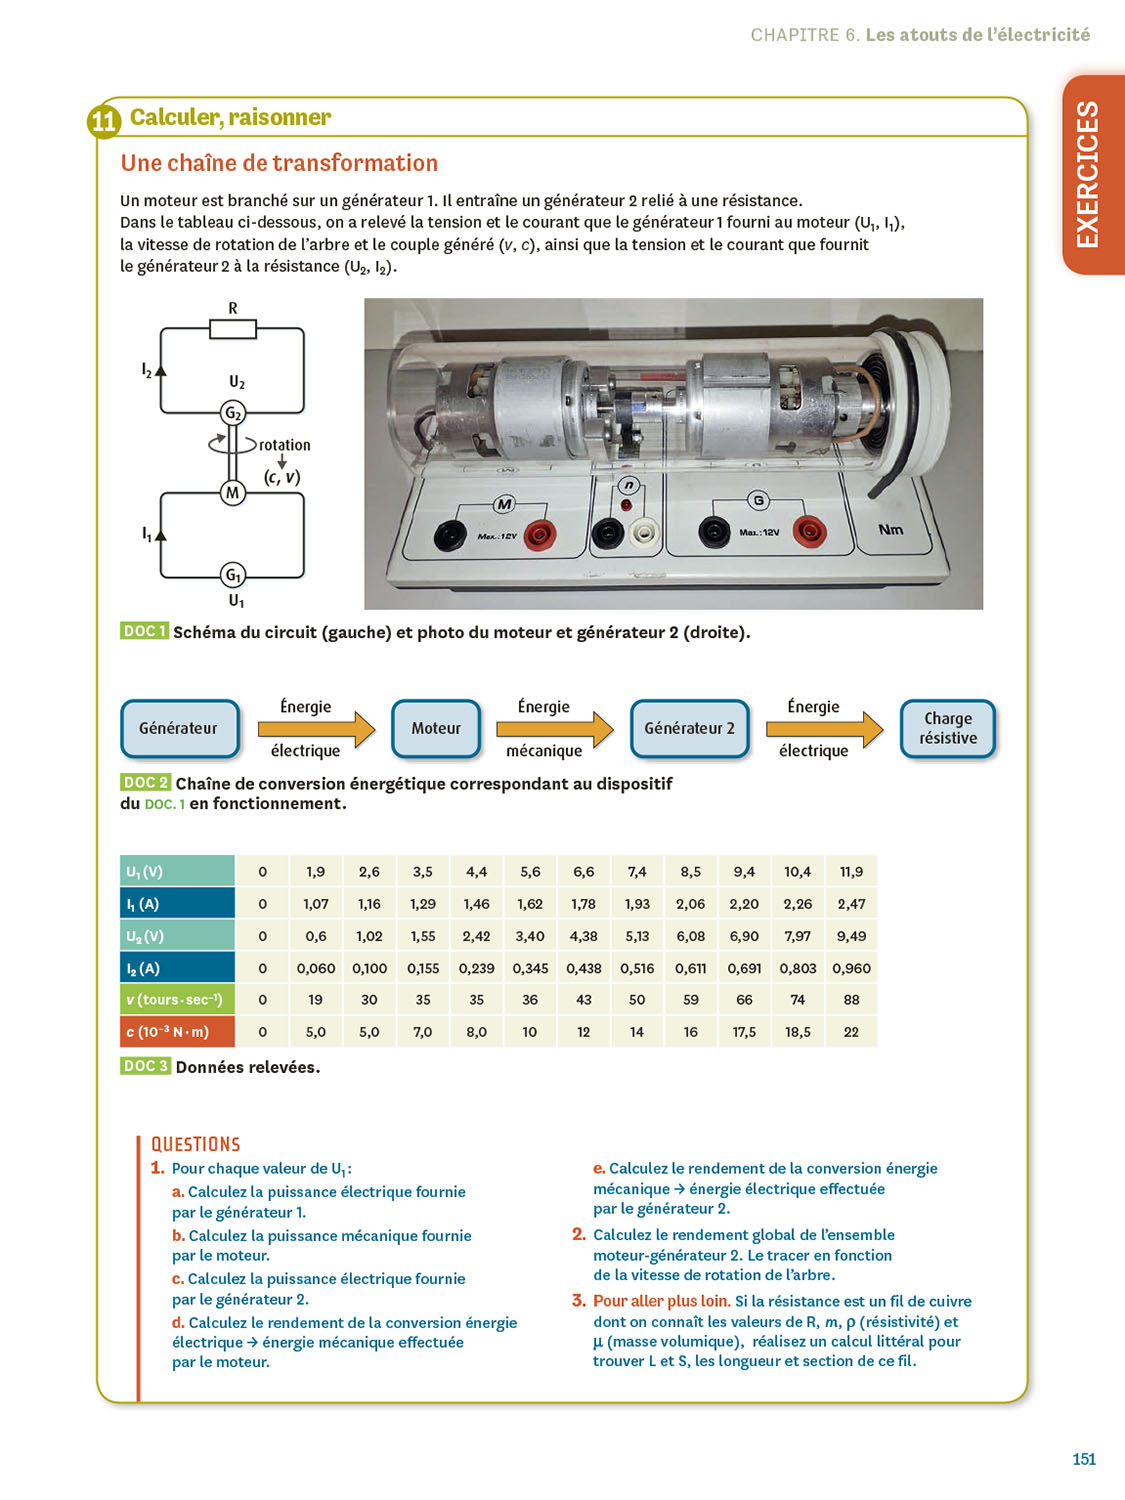 CHAPITRE 6. Les atouts de l'électricité
EXERCICES
11 Calculer, raisonner
Une chaîne de transformation
Un moteur est branché sur un générateur 1. Il entraîne un générateur 2 relié à une résistance.
Dans le tableau ci-dessous, on a relevé la tension et le courant que le générateur 1 fourni au moteur (U₁, I₁),
la vitesse de rotation de l'arbre et le couple généré (v, c), ainsi que la tension et le courant que fournit
le générateur 2 à la résistance (U₂, I₂).
R
I₂
U₂
G₂
rotation
(c, v)
M
I₁
G₁
U₁
M
Max.:12V
n
G
Max.:12V
Nm
DOC 1 Schéma du circuit (gauche) et photo du moteur et générateur 2 (droite).
Générateur
Énergie
électrique
Moteur
Énergie
mécanique
Générateur 2
Énergie
électrique
Charge
résistive
DOC 2 Chaîne de conversion énergétique correspondant au dispositif
du DOC. 1 en fonctionnement.
U₁ (V) 0 1,9 2,6 3,5 4,4 5,6 6,6 7,4 8,5 9,4 10,4 11,9
I₁ (A) 0 1,07 1,16 1,29 1,46 1,62 1,78 1,93 2,06 2,20 2,26 2,47
U₂ (V) 0 0,6 1,02 1,55 2,42 3,40 4,38 5,13 6,08 6,90 7,97 9,49
I₂ (A) 0 0,060 0,100 0,155 0,239 0,345 0,438 0,516 0,611 0,691 0,803 0,960
v (tours·sec⁻¹) 0 19 30 35 35 36 43 50 59 66 74 88
c (10⁻³ N·m) 0 5,0 5,0 7,0 8,0 10 12 14 16 17,5 18,5 22
DOC 3 Données relevées.
QUESTIONS
1. Pour chaque valeur de U₁ :
a. Calculez la puissance électrique fournie
par le générateur 1.
b. Calculez la puissance mécanique fournie
par le moteur.
c. Calculez la puissance électrique fournie
par le générateur 2.
d. Calculez le rendement de la conversion énergie
électrique → énergie mécanique effectuée
par le moteur.
e. Calculez le rendement de la conversion énergie
mécanique → énergie électrique effectuée
par le générateur 2.
2. Calculez le rendement global de l'ensemble
moteur-générateur 2. Le tracer en fonction
de la vitesse de rotation de l'arbre.
3. Pour aller plus loin. Si la résistance est un fil de cuivre
dont on connaît les valeurs de R, m, ρ (résistivité) et
μ (masse volumique), réalisez un calcul littéral pour
trouver L et S, les longueur et section de ce fil.
151